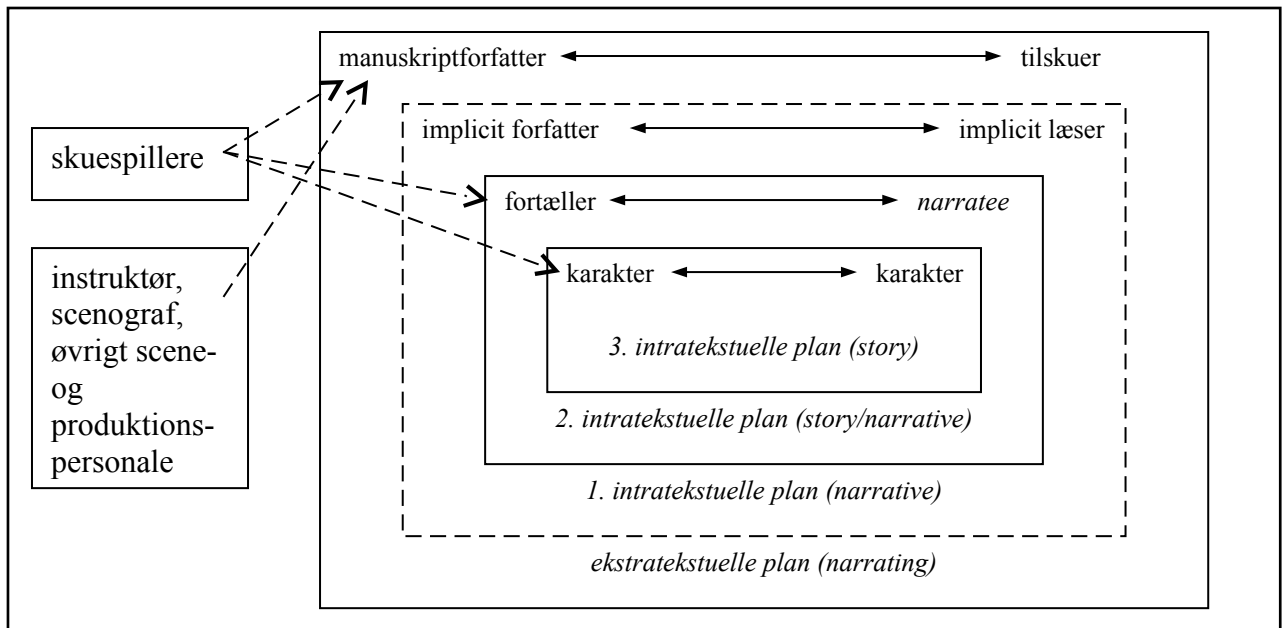 manuskriptforfatter
tilskuer
implicit forfatter
implicit læser
skuespillere
fortæller
narratee
instruktør,
scenograf,
øvrigt scene-
og
produktions-
personale
karakter
karakter
3. intratekstuelle plan (story)
2. intratekstuelle plan (story/narrative)
1. intratekstuelle plan (narrative)
ekstratekstuelle plan (narrating)